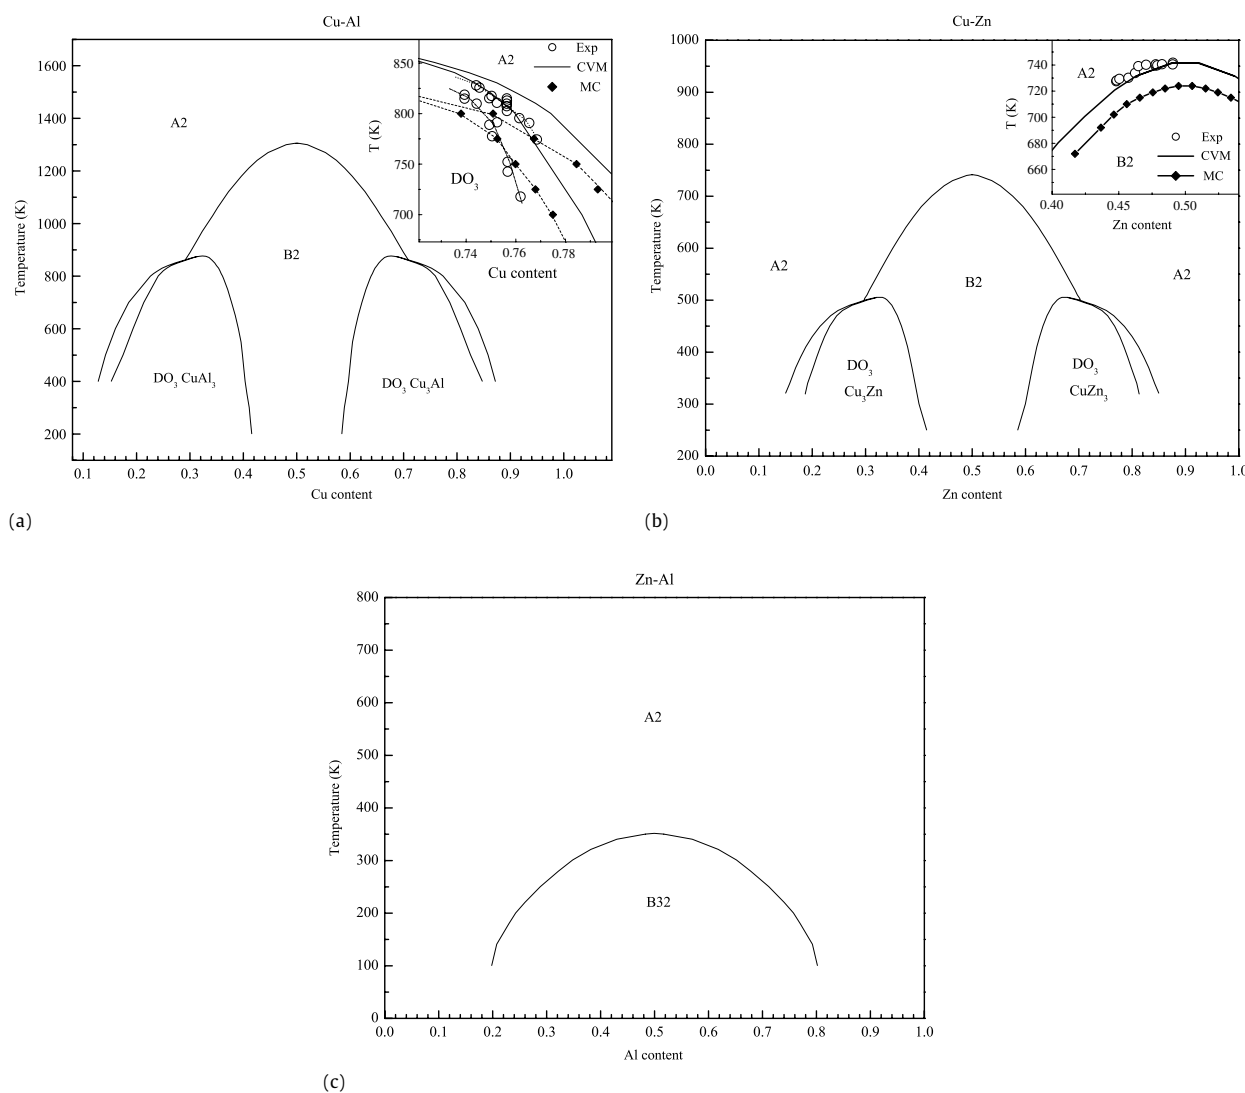 Cu-Al
1600
1400
1200
1000
800
600
400
200
Temperature (K)
A2
B2
DO3 CuAl3
DO3 Cu3Al
0.1 0.2 0.3 0.4 0.5 0.6 0.7 0.8 0.9 1.0
Cu content
A2
Exp
CVM
MC
850
800
750
700
T (K)
DO3
0.74 0.76 0.78
Cu content
(a)
Cu-Zn
1000
900
800
700
600
500
400
300
200
Temperature (K)
A2
B2
A2
DO3
Cu3Zn
DO3
CuZn3
0.0 0.1 0.2 0.3 0.4 0.5 0.6 0.7 0.8 0.9
Zn content
740
720
700
680
660
T (K)
A2
B2
Exp
CVM
MC
0.40 0.45 0.50
Zn content
(b)
Zn-Al
800
700
600
500
400
300
200
100
0
Temperature (K)
A2
B32
0.0 0.1 0.2 0.3 0.4 0.5 0.6 0.7 0.8 0.9 1.0
Al content
(c)